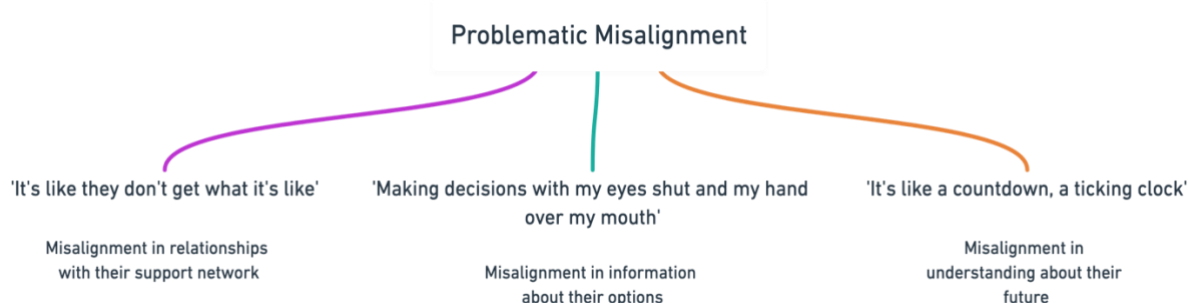 Problematic Misalignment
'It's like they don't get what it's like'
Misalignment in relationships
with their support network
'Making decisions with my eyes shut and my hand
over my mouth'
Misalignment in information
about their options
'It's like a countdown, a ticking clock'
Misalignment in
understanding about their
future